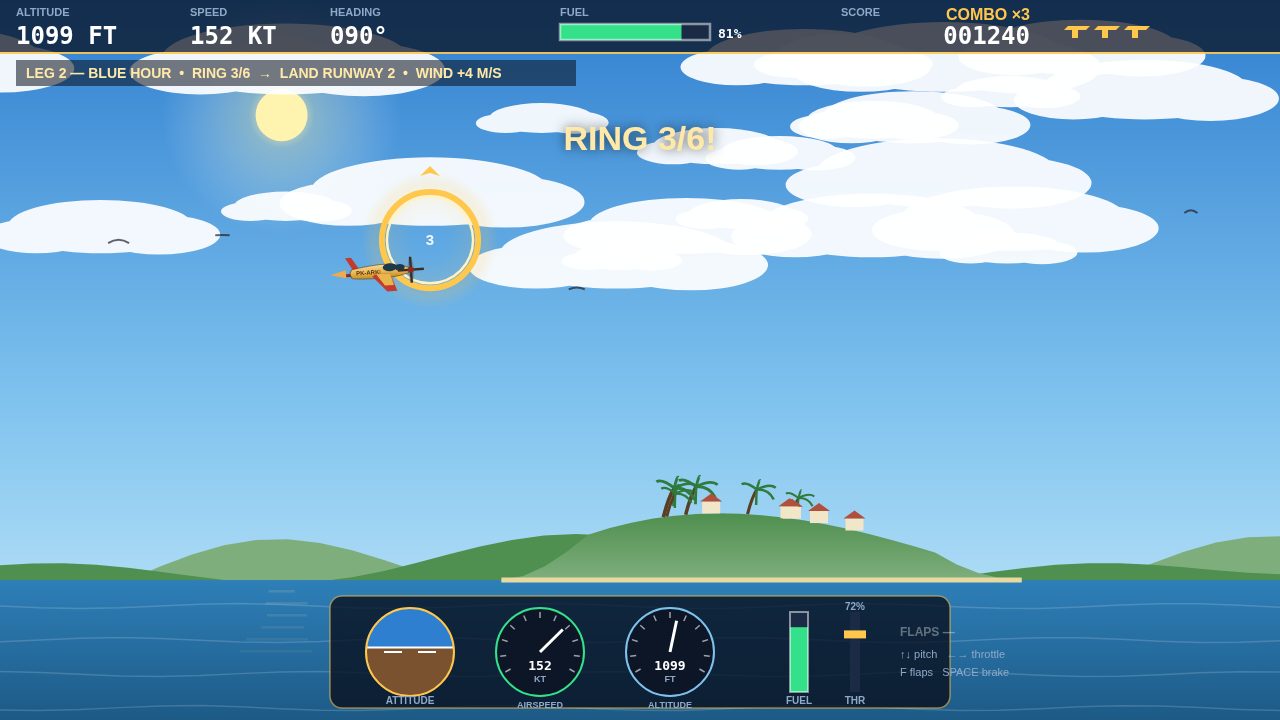 ALTITUDE
1099 FT
SPEED
152 KT
HEADING
090°
FUEL
81%
SCORE
COMBO ×3
001240
LEG 2 — BLUE HOUR • RING 3/6 → LAND RUNWAY 2 • WIND +4 M/S
RING 3/6!
3
ATTITUDE
152
KT
AIRSPEED
1099
FT
ALTITUDE
FUEL
72%
THR
FLAPS —
↑↓ pitch ←→ throttle
F flaps SPACE brake